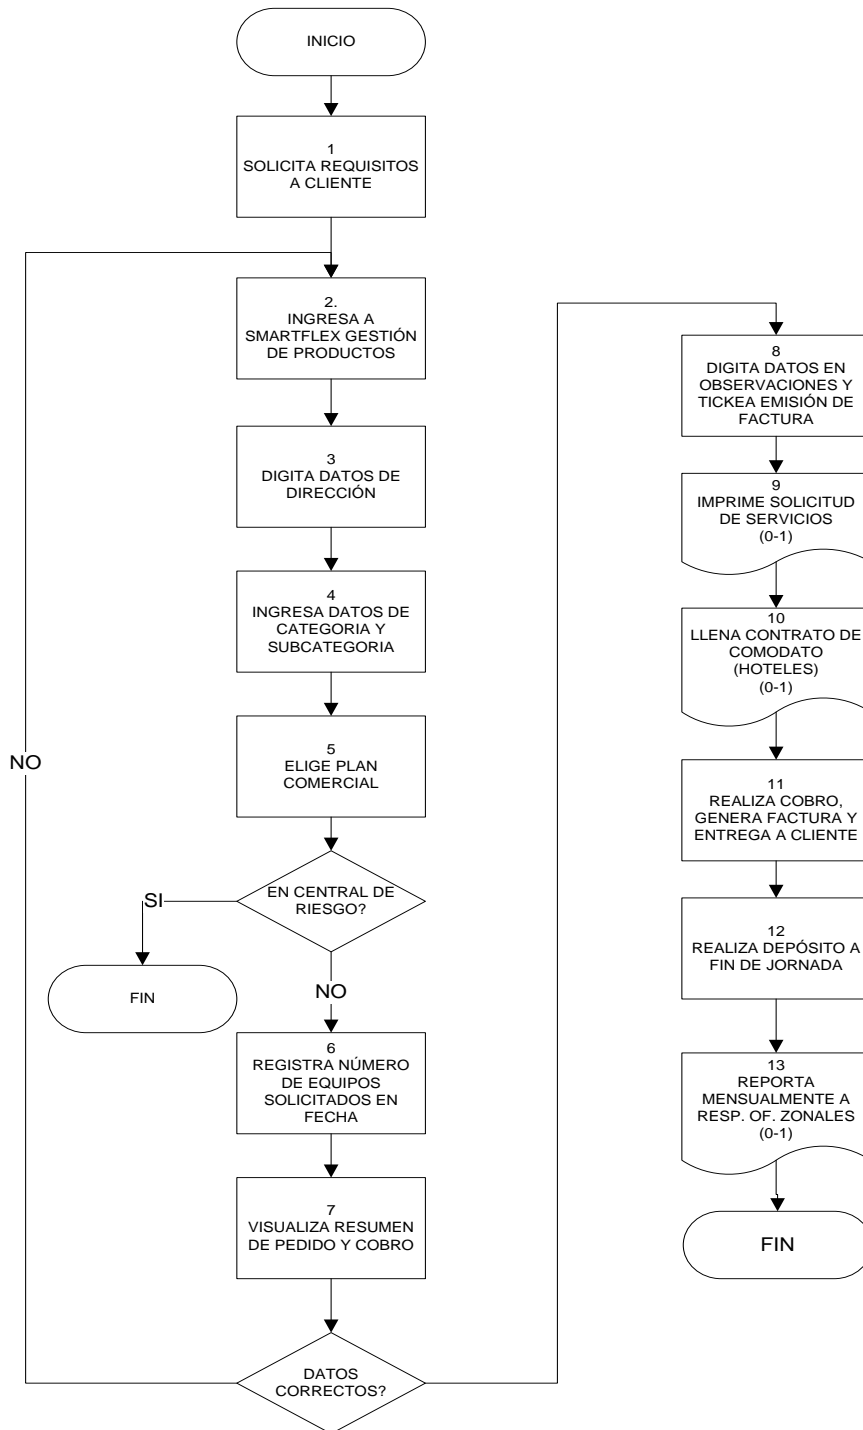 INICIO
1
SOLICITA REQUISITOS
A CLIENTE
2.
INGRESA A
SMARTFLEX GESTIÓN
DE PRODUCTOS
3
DIGITA DATOS DE
DIRECCIÓN
4
INGRESA DATOS DE
CATEGORIA Y
SUBCATEGORIA
5
ELIGE PLAN
COMERCIAL
NO
EN CENTRAL DE
RIESGO?
SI
FIN
NO
6
REGISTRA NÚMERO
DE EQUIPOS
SOLICITADOS EN
FECHA
7
VISUALIZA RESUMEN
DE PEDIDO Y COBRO
DATOS
CORRECTOS?
8
DIGITA DATOS EN
OBSERVACIONES Y
TICKEA EMISIÓN DE
FACTURA
9
IMPRIME SOLICITUD
DE SERVICIOS
(0-1)
10
LLENA CONTRATO DE
COMODATO
(HOTELES)
(0-1)
11
REALIZA COBRO,
GENERA FACTURA Y
ENTREGA A CLIENTE
12
REALIZA DEPÓSITO A
FIN DE JORNADA
13
REPORTA
MENSUALMENTE A
RESP. OF. ZONALES
(0-1)
FIN